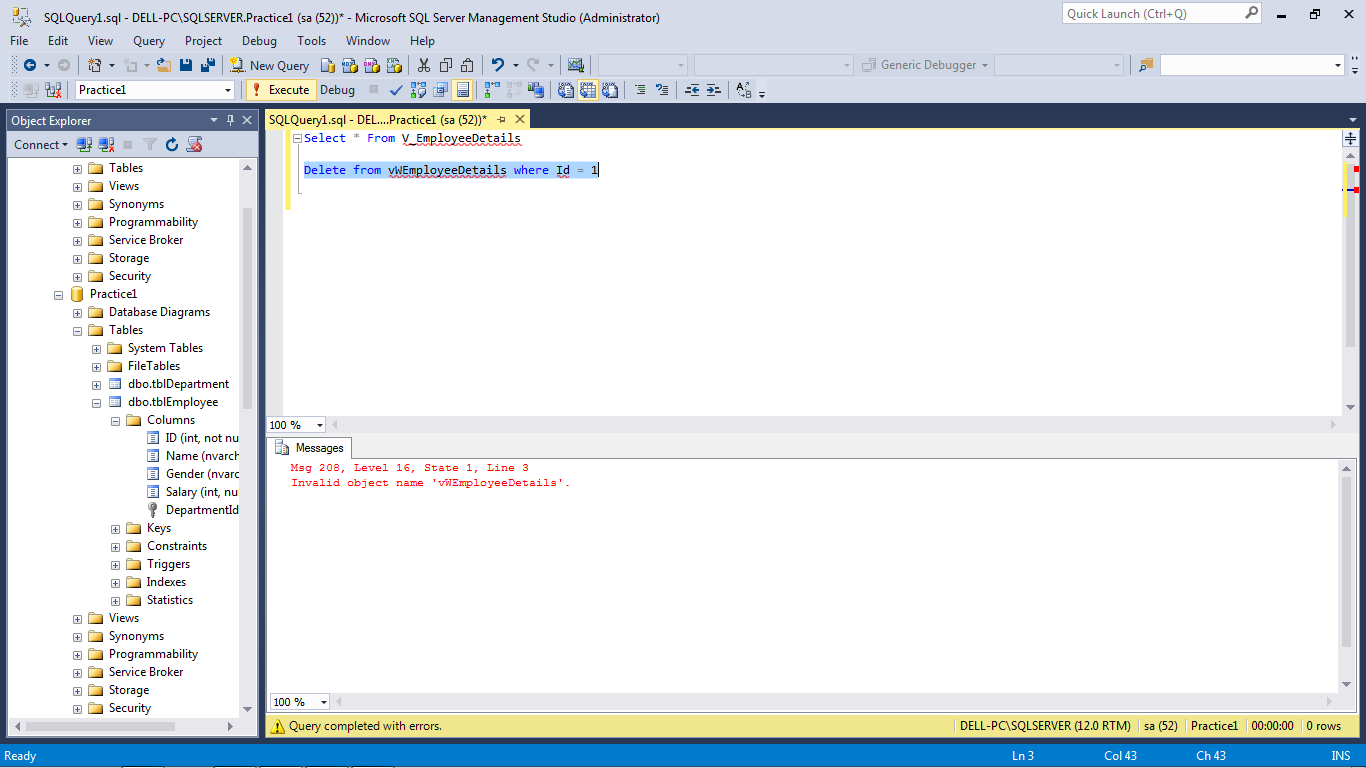 SQLQuery1.sql - DELL-PC\SQLSERVER.Practice1 (sa (52))* - Microsoft SQL Server Management Studio (Administrator)
Quick Launch (Ctrl+Q)
File Edit View Query Project Debug Tools Window Help
New Query
Generic Debugger
Practice1
Execute Debug
Object Explorer
Connect
Tables
Views
Synonyms
Programmability
Service Broker
Storage
Security
Practice1
Database Diagrams
Tables
System Tables
FileTables
dbo.tblDepartment
dbo.tblEmployee
Columns
ID (int, not nu
Name (nvarch
Gender (nvarc
Salary (int, nu
DepartmentId
Keys
Constraints
Triggers
Indexes
Statistics
Views
Synonyms
Programmability
Service Broker
Storage
Security
SQLQuery1.sql - DEL....Practice1 (sa (52))*
Select * From V_EmployeeDetails
Delete from vWEmployeeDetails where Id = 1
100 %
Messages
Msg 208, Level 16, State 1, Line 3
Invalid object name 'vWEmployeeDetails'.
100 %
Query completed with errors.
DELL-PC\SQLSERVER (12.0 RTM) sa (52) Practice1 00:00:00 0 rows
Ready
Ln 3 Col 43 Ch 43 INS